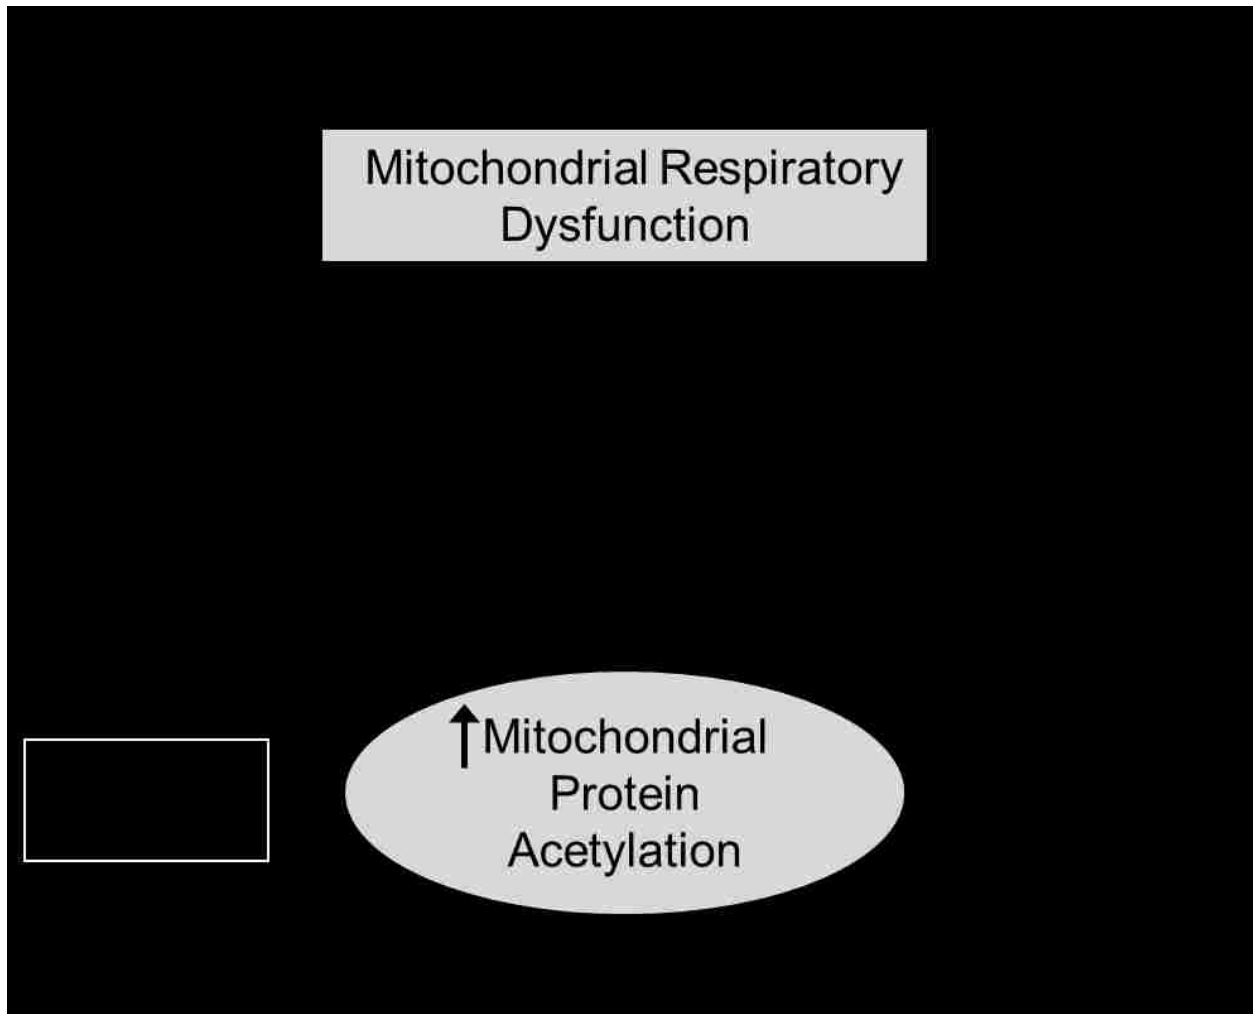 Mitochondrial Respiratory
Dysfunction
↑Mitochondrial
Protein
Acetylation